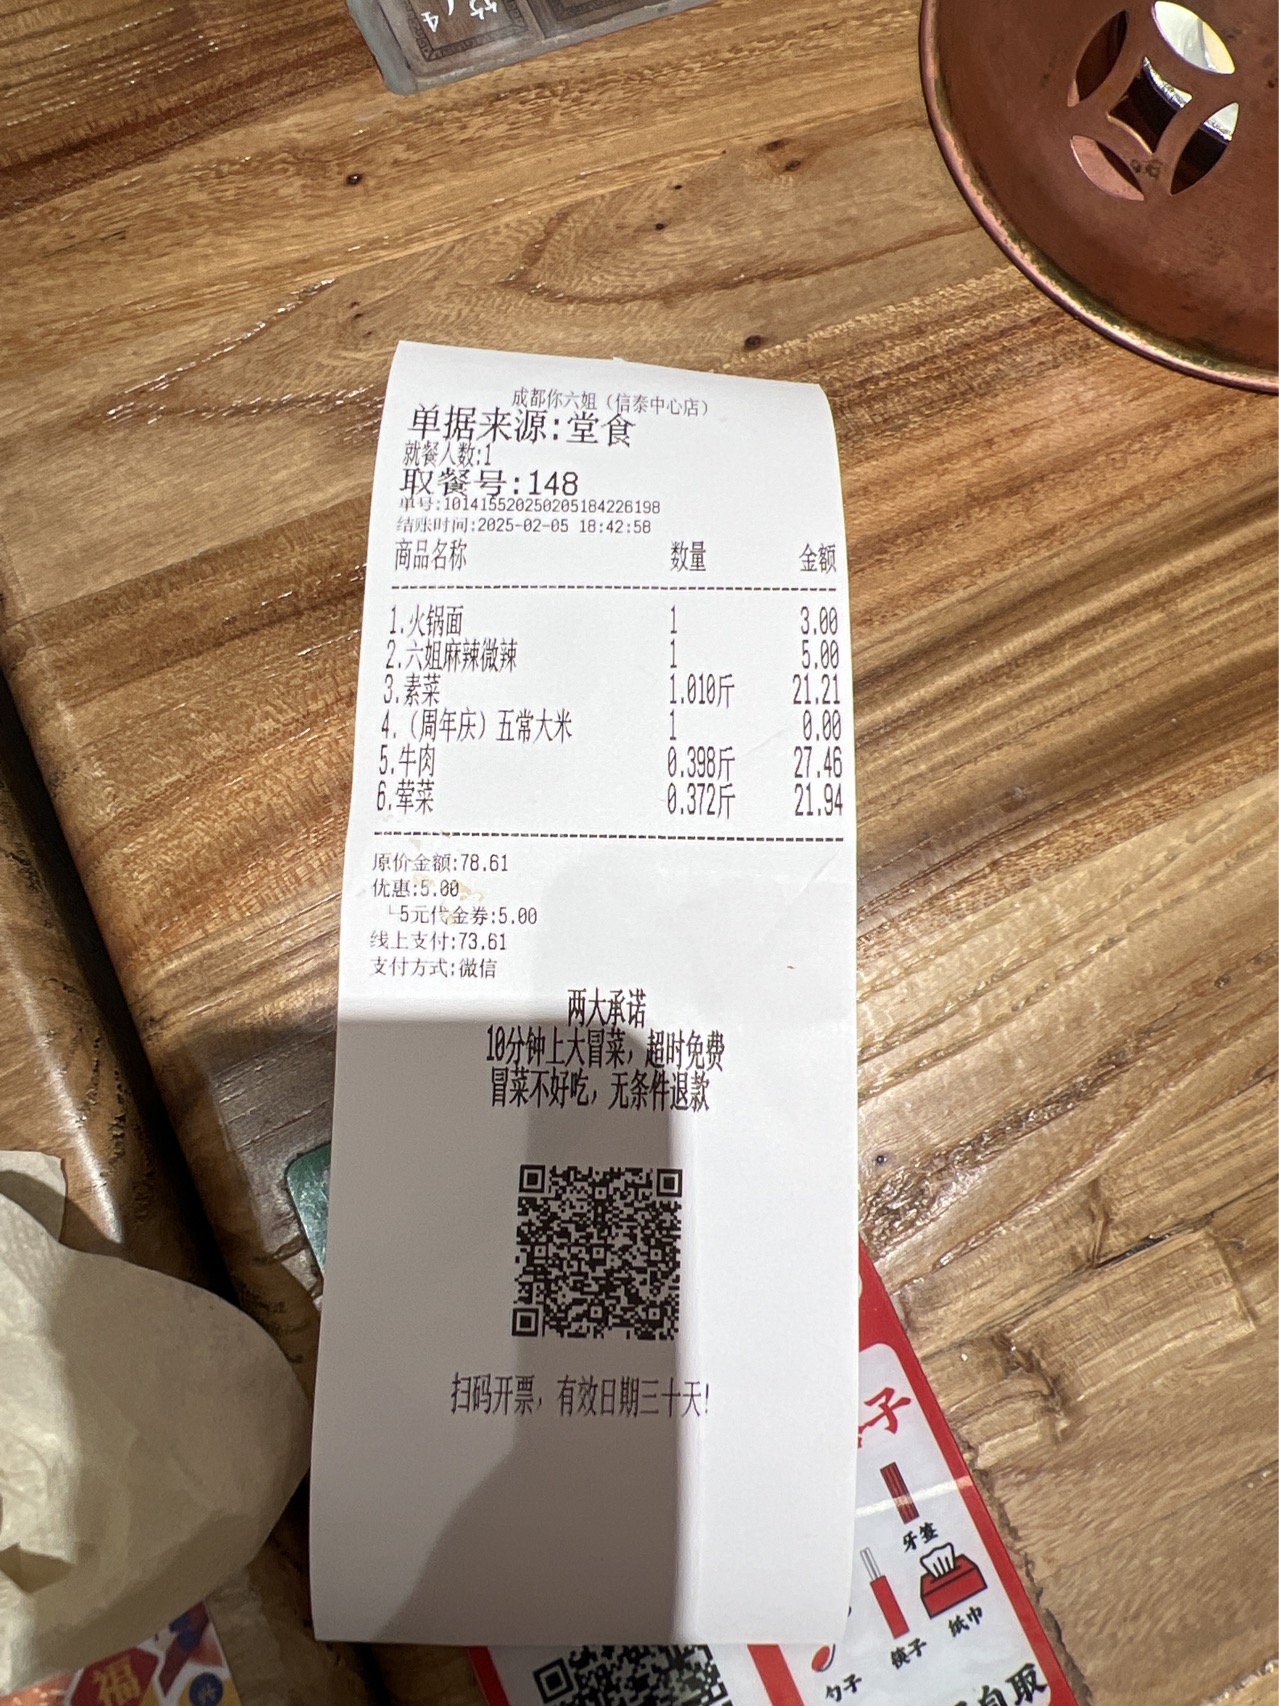 成都你六姐（信泰中心店）
单据来源:堂食
就餐人数:1
取餐号:148
单号:101415520250205184226198
结账时间:2025-02-05 18:42:58
商品名称 数量 金额
1.火锅面 1 3.00
2.六姐麻辣微辣 1 5.00
3.素菜 1.010斤 21.21
4.（周年庆）五常大米 1 0.00
5.牛肉 0.398斤 27.46
6.荤菜 0.372斤 21.94
原价金额:78.61
优惠:5.00
└5元代金券:5.00
线上支付:73.61
支付方式:微信
两大承诺
10分钟上大冒菜，超时免费
冒菜不好吃，无条件退款
扫码开票，有效日期三十天!
牙签
纸巾
筷子
勺子
自取
福